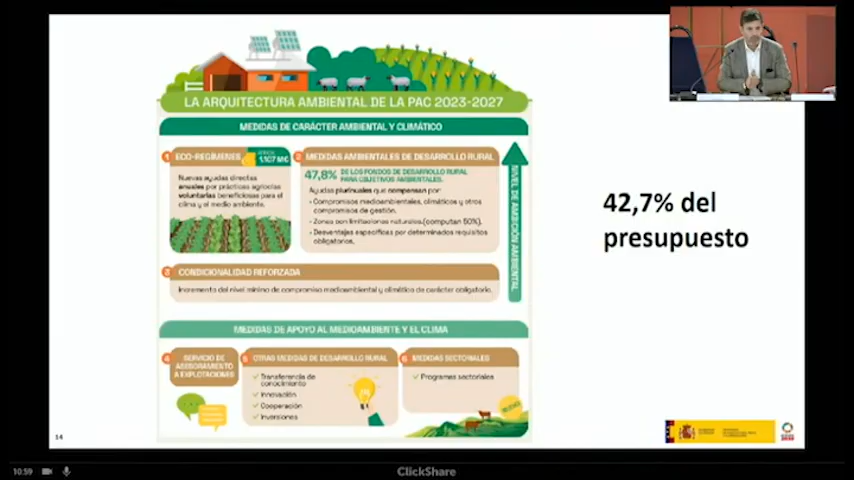 LA ARQUITECTURA AMBIENTAL DE LA PAC 2023-2027
MEDIDAS DE CARÁCTER AMBIENTAL Y CLIMÁTICO
1 ECO-REGÍMENES
1.107 M€
Nuevas ayudas directas
anuales por prácticas agrícolas
voluntarias beneficiosas para el
clima y el medio ambiente.
2 MEDIDAS AMBIENTALES DE DESARROLLO RURAL
47,8% DE LOS FONDOS DE DESARROLLO RURAL
PARA OBJETIVOS AMBIENTALES.
Ayudas plurianuales que compensan por:
• Compromisos medioambientales, climáticos y otros
compromisos de gestión.
• Zonas con limitaciones naturales (computan 50%).
• Desventajas específicas por determinados requisitos
obligatorios.
NIVEL DE AMBICIÓN AMBIENTAL
42,7% del
presupuesto
3 CONDICIONALIDAD REFORZADA
Incremento del nivel mínimo de compromiso medioambiental y climático de carácter obligatorio.
MEDIDAS DE APOYO AL MEDIOAMBIENTE Y EL CLIMA
4 SERVICIO DE
ASESORAMIENTO
A EXPLOTACIONES
5 OTRAS MEDIDAS DE DESARROLLO RURAL
✓ Transferencia de
conocimiento
✓ Innovación
✓ Cooperación
✓ Inversiones
6 MEDIDAS SECTORIALES
✓ Programas sectoriales
14
10:59
ClickShare